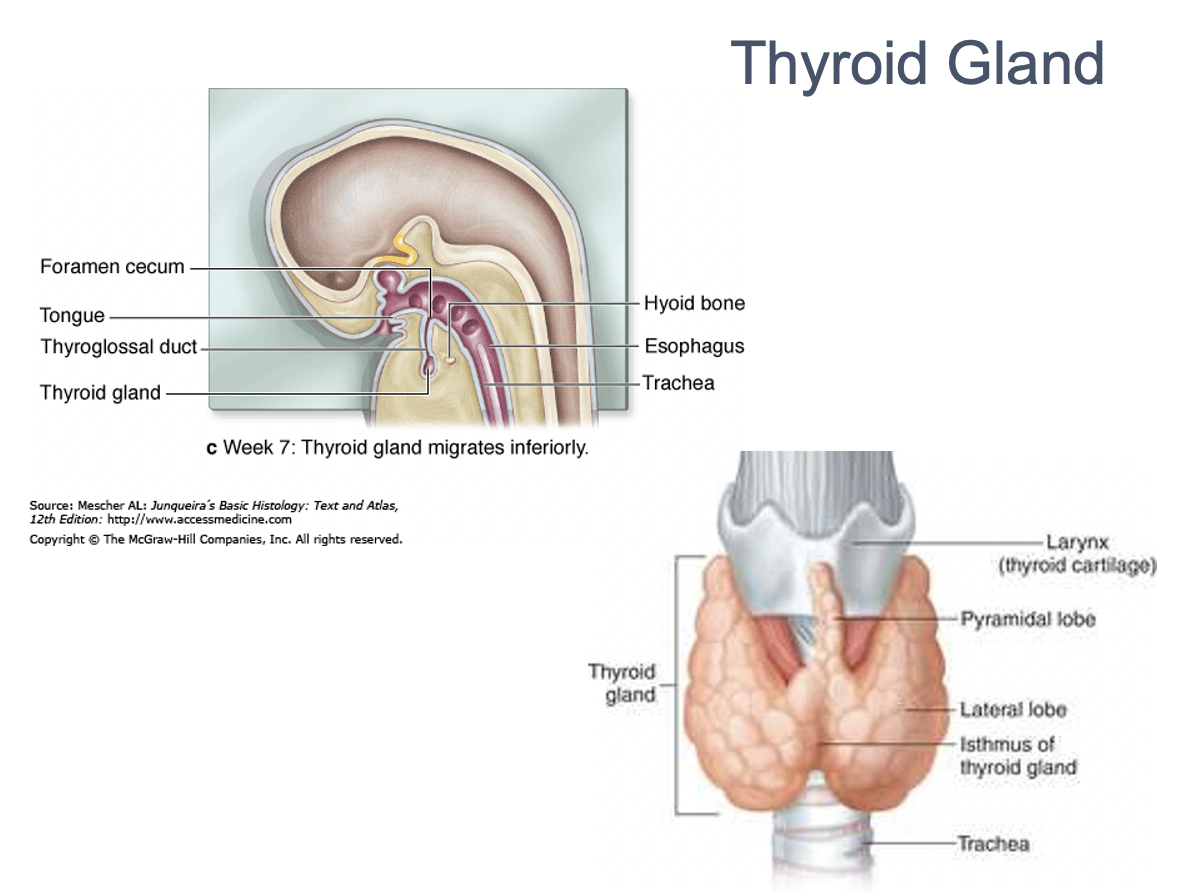 Thyroid Gland
Foramen cecum
Tongue
Thyroglossal duct
Thyroid gland
Hyoid bone
Esophagus
Trachea
c Week 7: Thyroid gland migrates inferiorly.
Source: Mescher AL: Junqueira´s Basic Histology: Text and Atlas,
12th Edition: http://www.accessmedicine.com
Copyright © The McGraw-Hill Companies, Inc. All rights reserved.
Larynx
(thyroid cartilage)
Pyramidal lobe
Thyroid
gland
Lateral lobe
Isthmus of
thyroid gland
Trachea